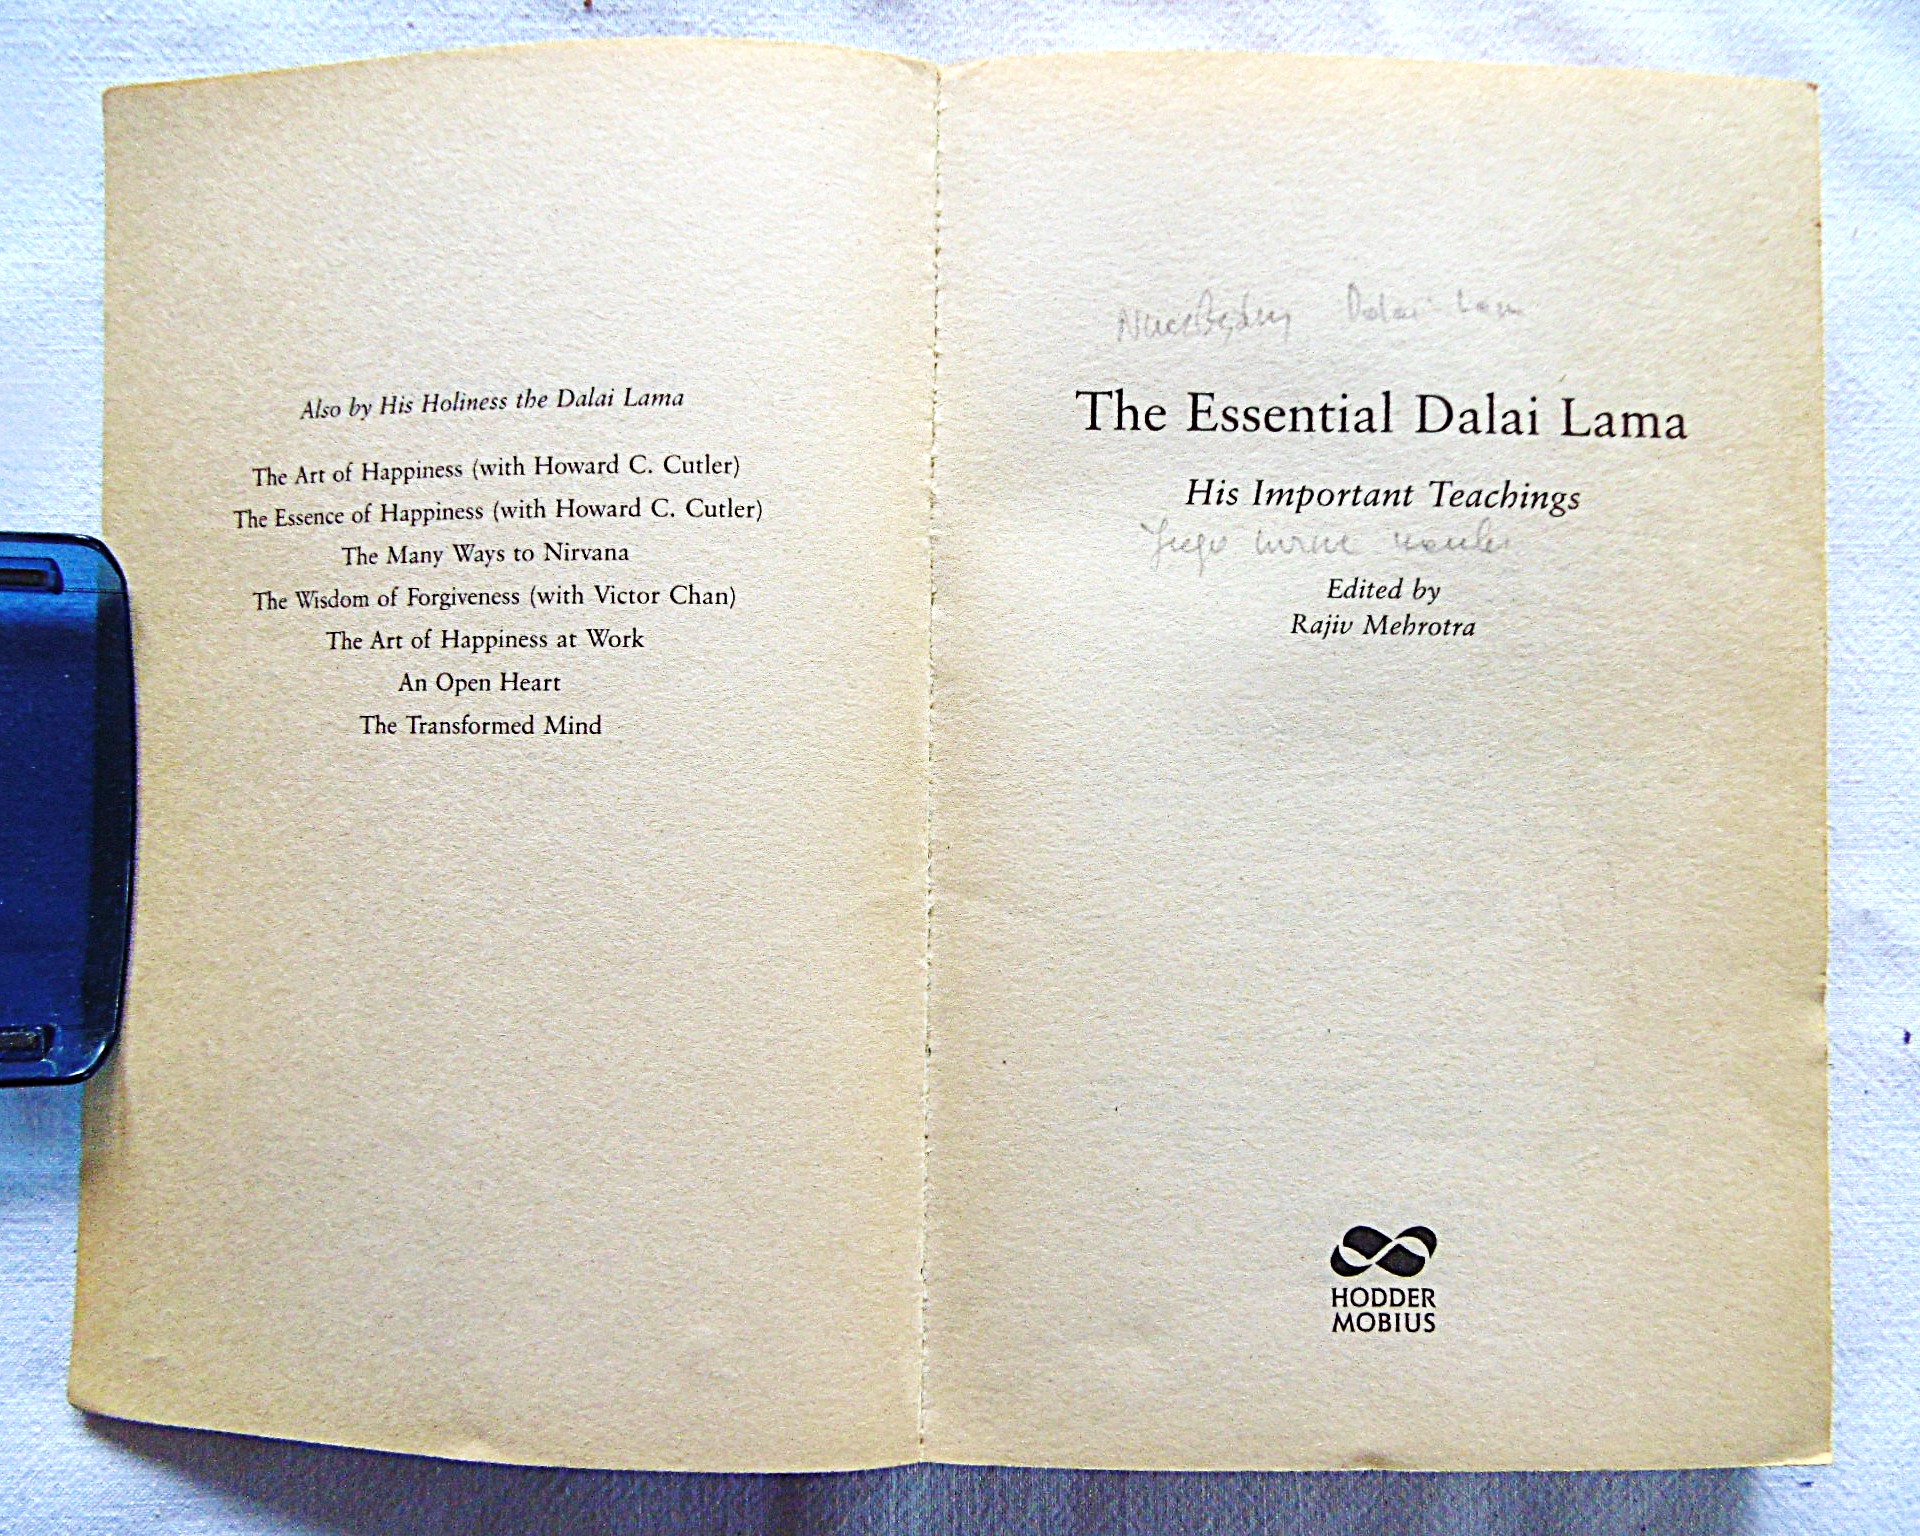 Also by His Holiness the Dalai Lama
The Art of Happiness (with Howard C. Cutler)
The Essence of Happiness (with Howard C. Cutler)
The Many Ways to Nirvana
The Wisdom of Forgiveness (with Victor Chan)
The Art of Happiness at Work
An Open Heart
The Transformed Mind
Dalai Lama
The Essential Dalai Lama
His Important Teachings
Jego
Edited by
Rajiv Mehrotra
HODDER
MOBIUS